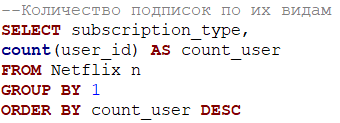 --Количество подписок по их видам
SELECT subscription_type,
count(user_id) AS count_user
FROM Netflix n
GROUP BY 1
ORDER BY count_user DESC